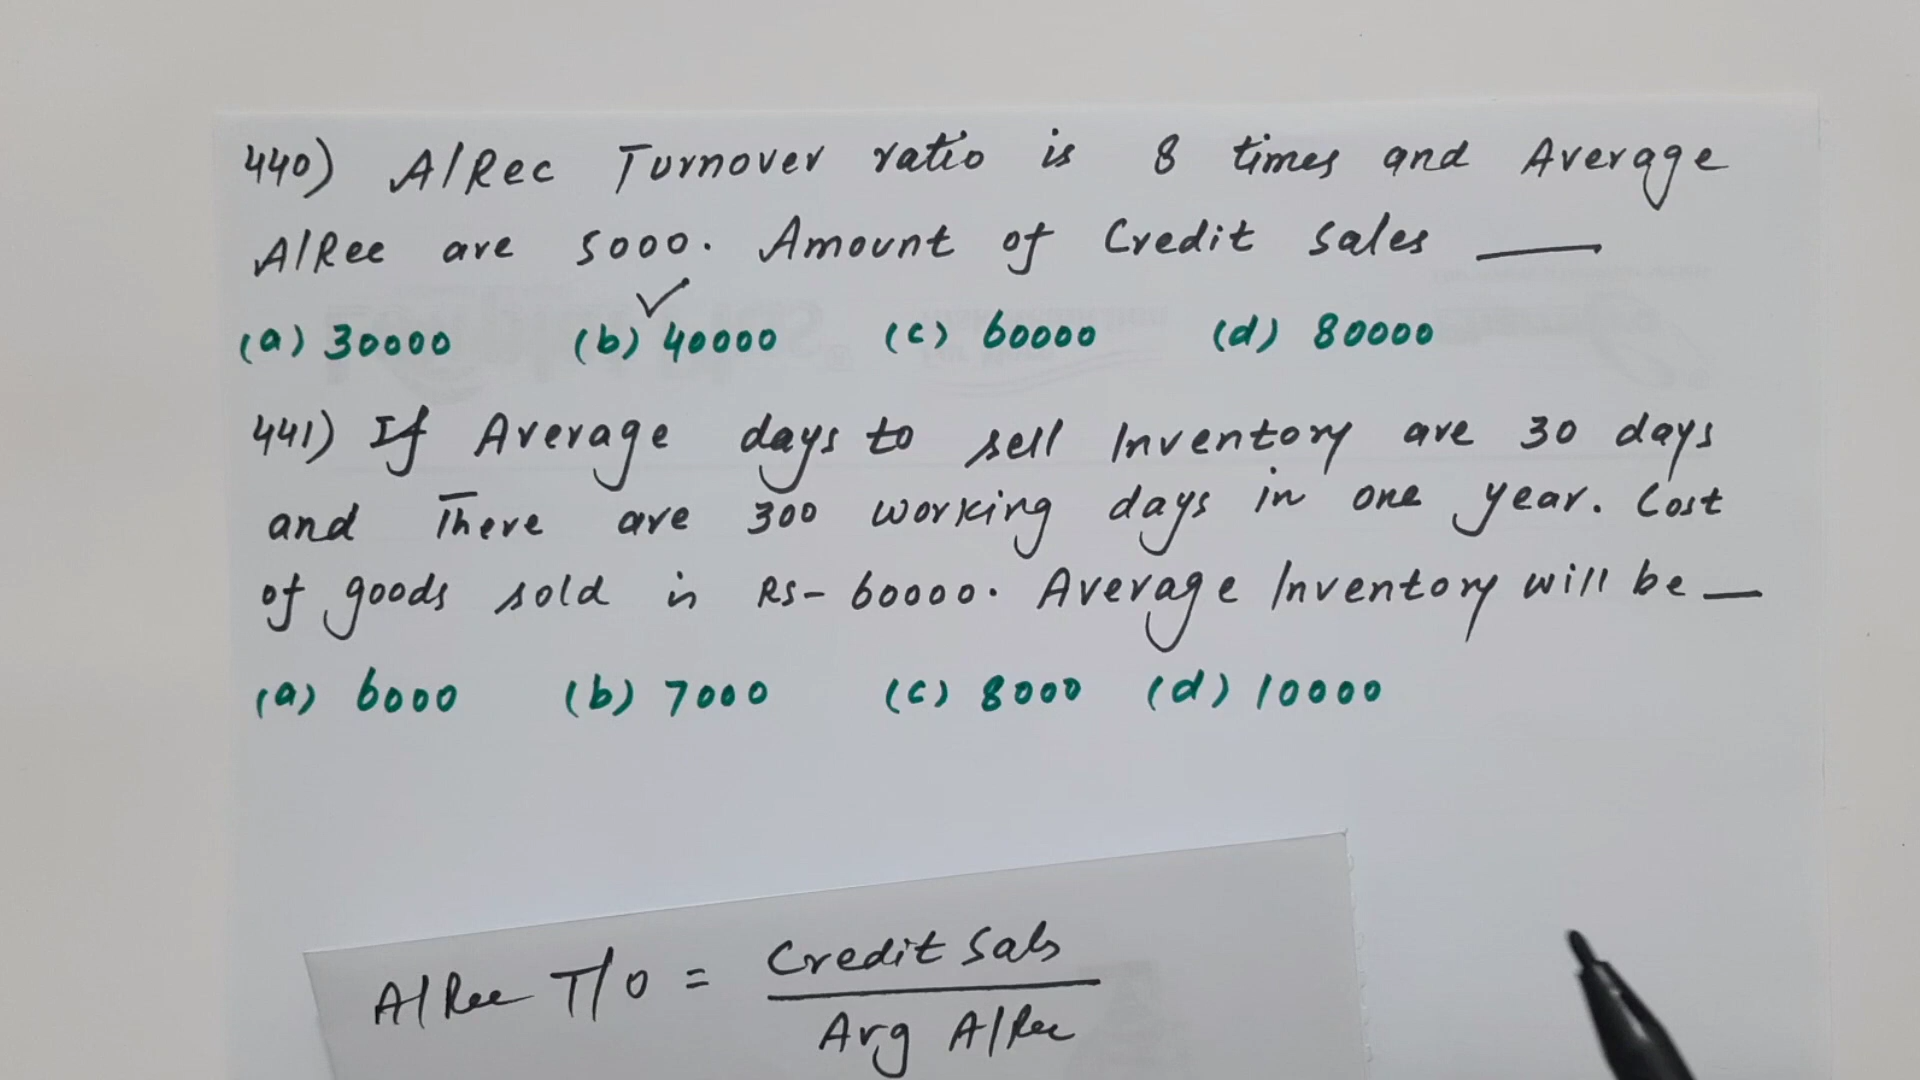 440) A/Rec Turnover ratio is 8 times and Average
A/Rec are 5000. Amount of Credit Sales ___
(a) 30000 (b) 40000 (c) 60000 (d) 80000
441) If Average days to sell Inventory are 30 days
and There are 300 working days in one year. Cost
of goods sold is RS- 60000. Average Inventory will be _
(a) 6000 (b) 7000 (c) 8000 (d) 10000
A/Rec T/O = Credit Sals
Avg A/Rec